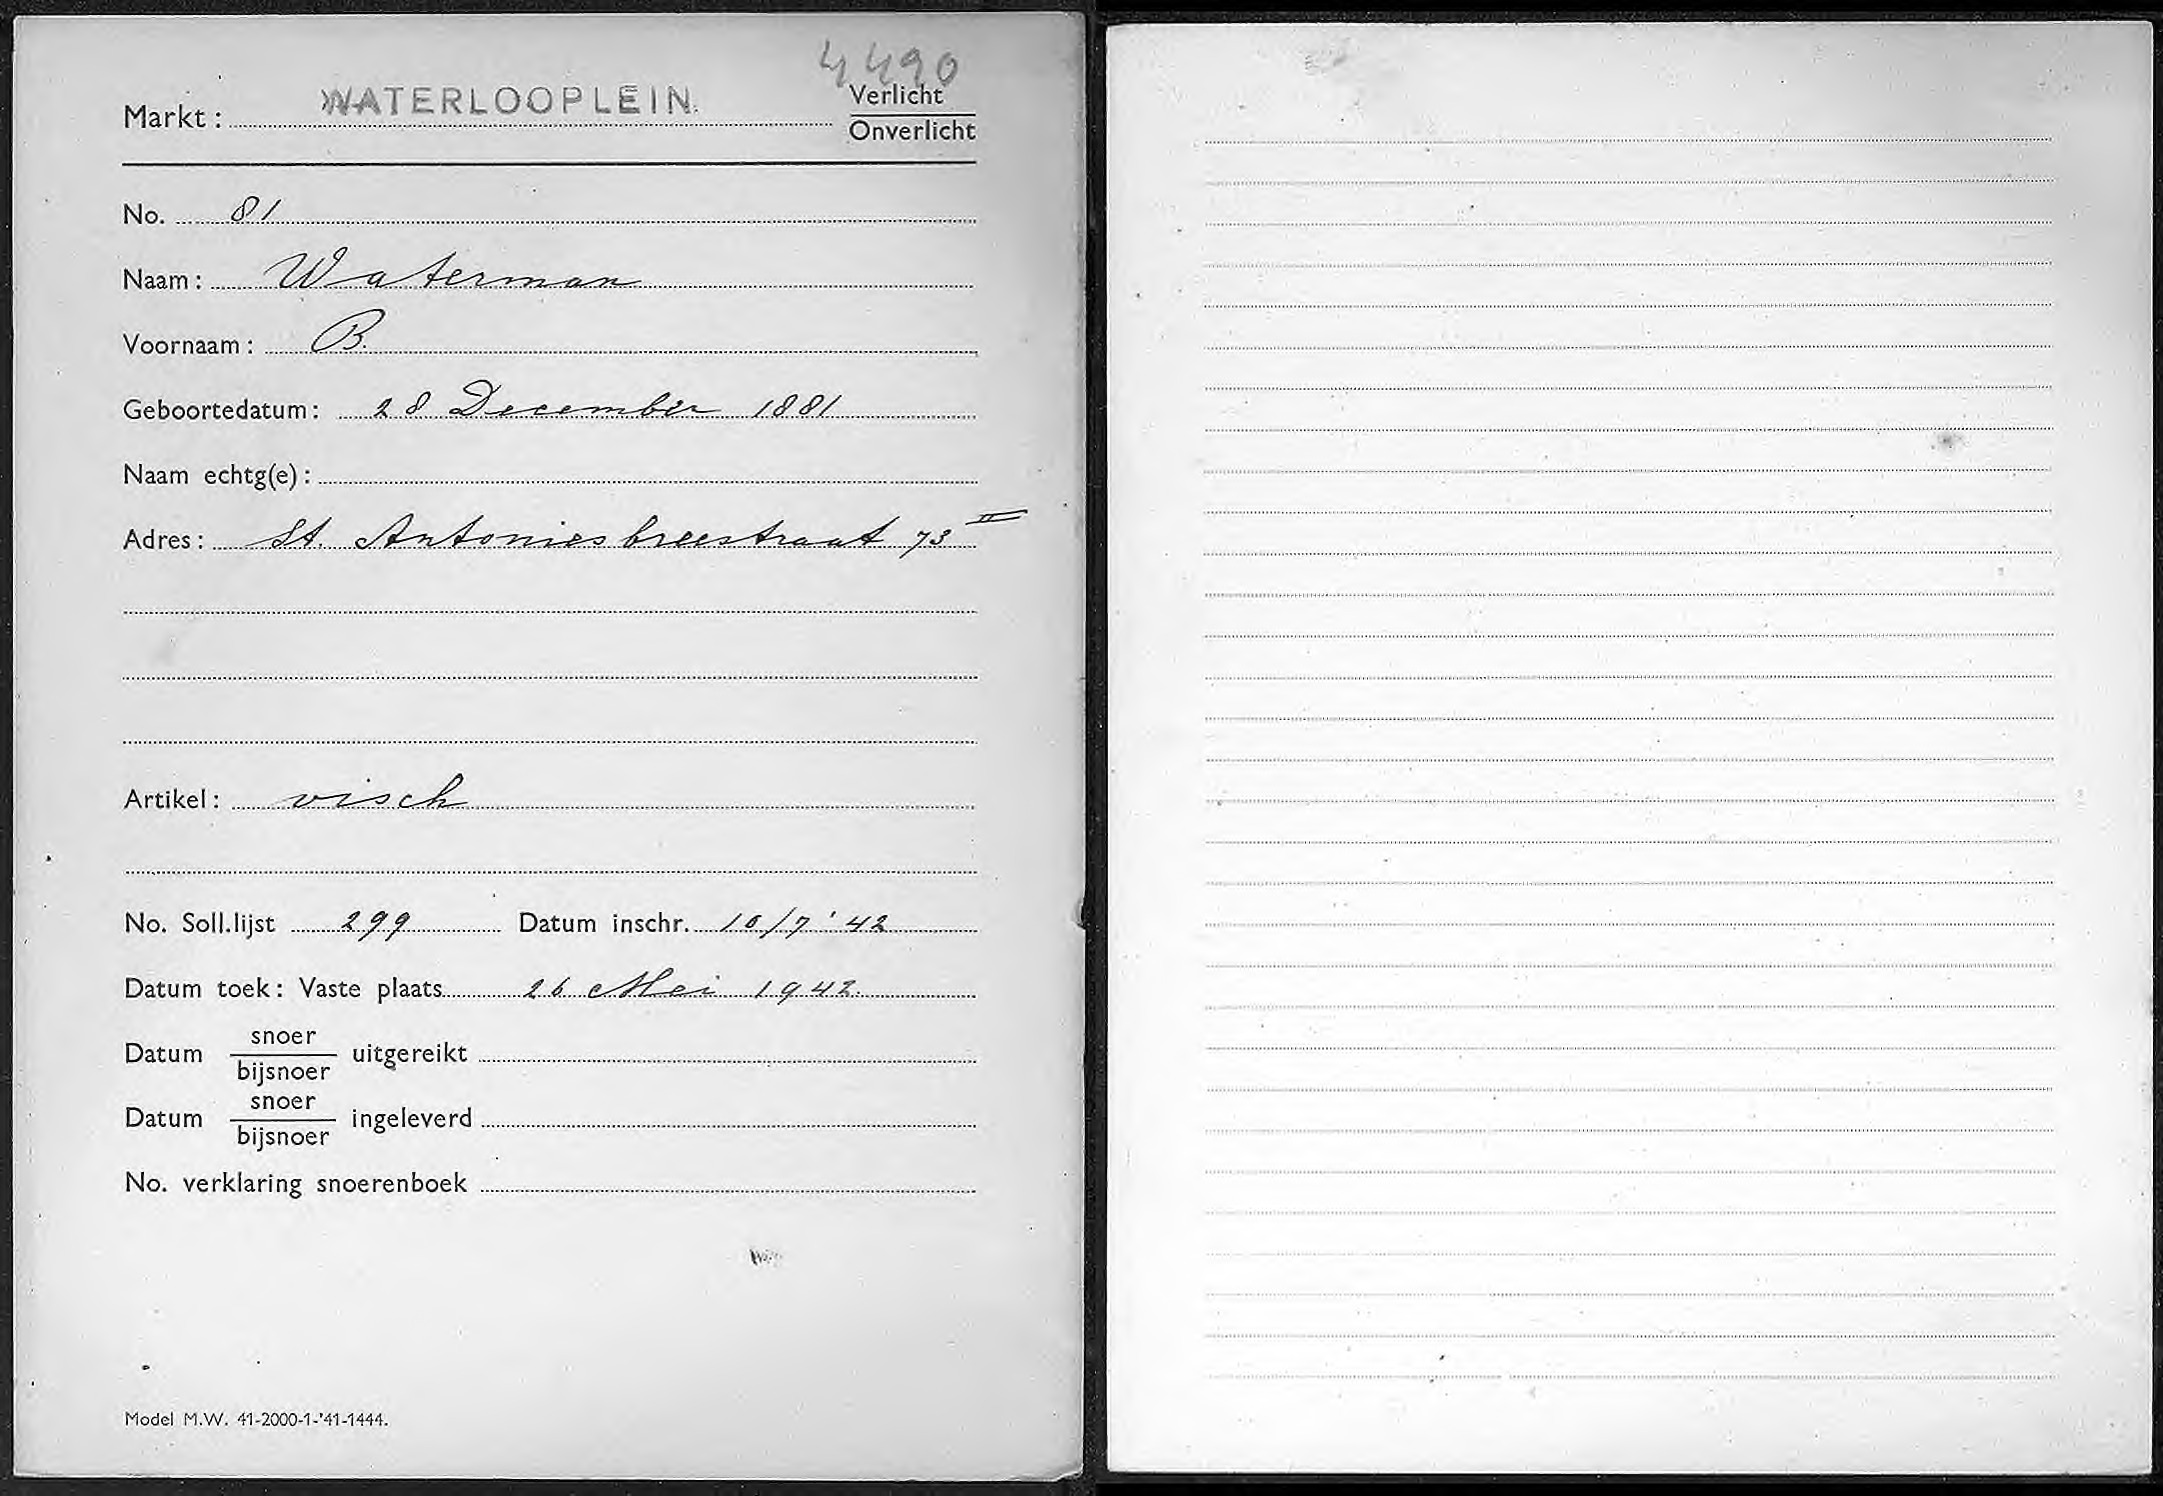 4490
Markt: WATERLOOPLEIN. Verlicht
Onverlicht
No. 81
Naam: Waterman
Voornaam: B.
Geboortedatum: 28 December 1881
Naam echtg(e):
Adres: St. Antoniesbreestraat 73 II
Artikel: visch
No. Soll.lijst 299 Datum inschr. 10/7 '42
Datum toek: Vaste plaats 26 Mei 1942.
Datum snoer/bijsnoer uitgereikt
Datum snoer/bijsnoer ingeleverd
No. verklaring snoerenboek
Model M.W. 41-2000-1-'41-1444.